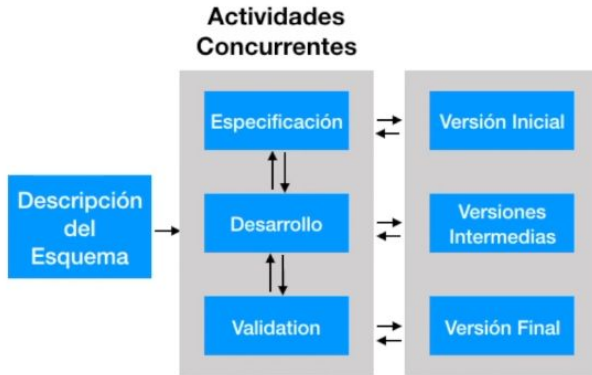 Actividades
Concurrentes
Especificación
Versión Inicial
Descripción
del
Esquema
Desarrollo
Versiones
Intermedias
Validation
Versión Final